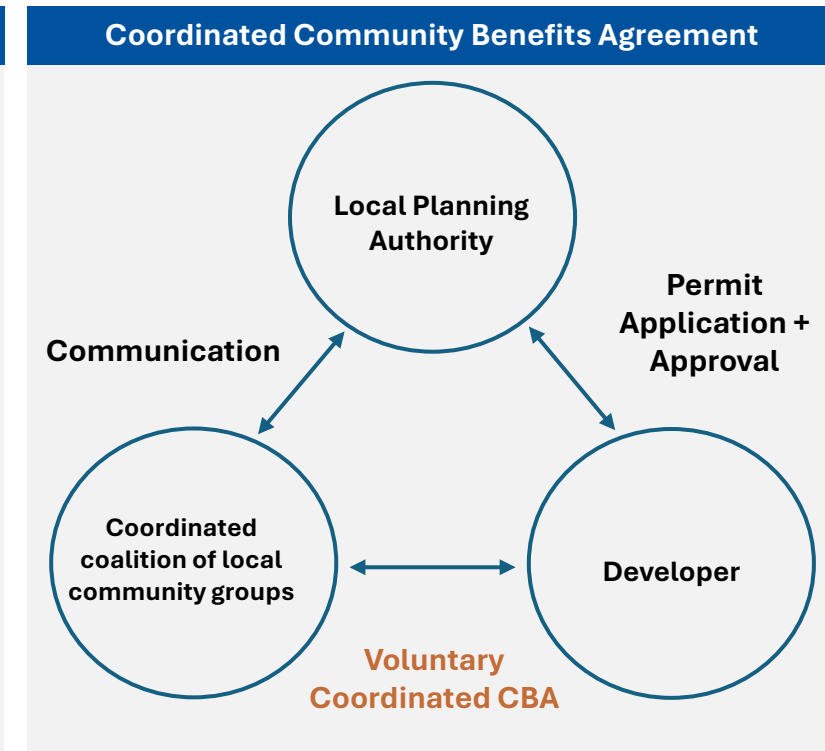 Coordinated Community Benefits Agreement
Local Planning
Authority
Permit
Application +
Approval
Communication
Coordinated
coalition of local
community groups
Developer
Voluntary
Coordinated CBA